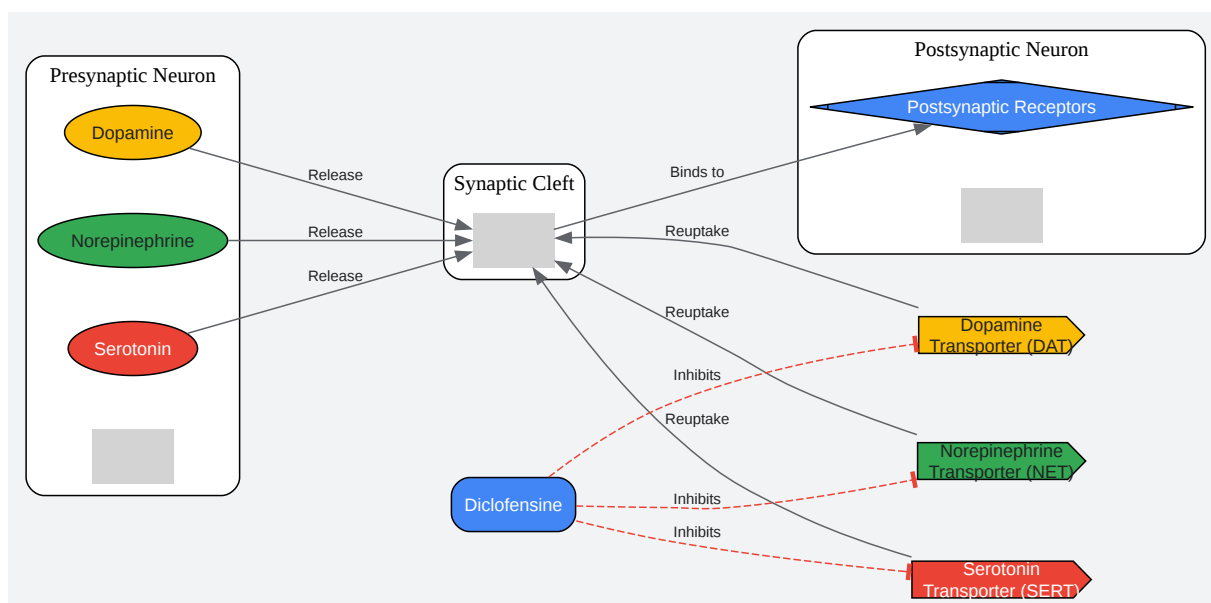 Presynaptic Neuron
Dopamine
Norepinephrine
Serotonin
Release
Release
Release
Synaptic Cleft
Postsynaptic Neuron
Postsynaptic Receptors
Binds to
Reuptake
Reuptake
Reuptake
Dopamine
Transporter (DAT)
Norepinephrine
Transporter (NET)
Serotonin
Transporter (SERT)
Diclofensine
Inhibits
Inhibits
Inhibits